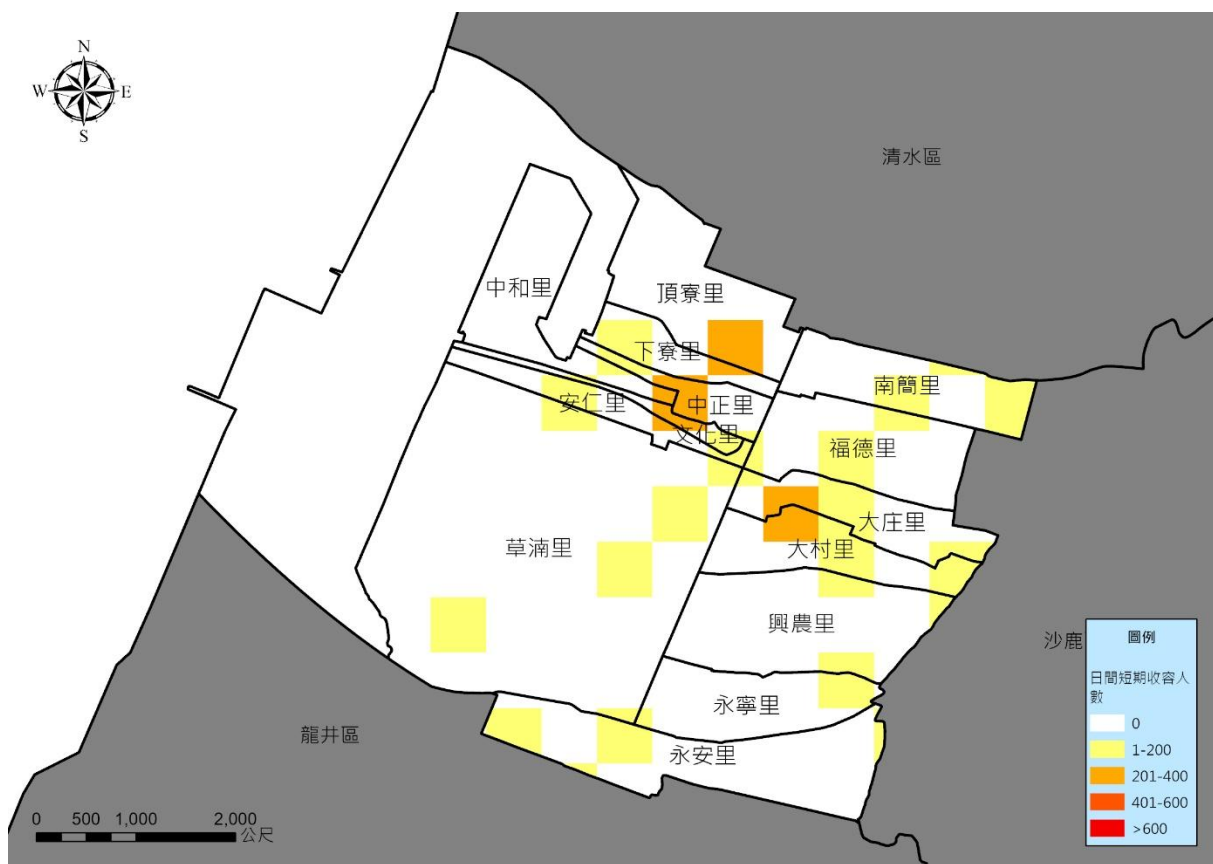 N
W
E
S
清水區
中和里
頂寮里
下寮里
南簡里
安仁里
中正里
文化里
福德里
大庄里
草湳里
大村里
興農里
沙鹿
永寧里
龍井區
永安里
圖例
日間短期收容人
數
0
1-200
201-400
401-600
>600
0 500 1,000 2,000
公尺